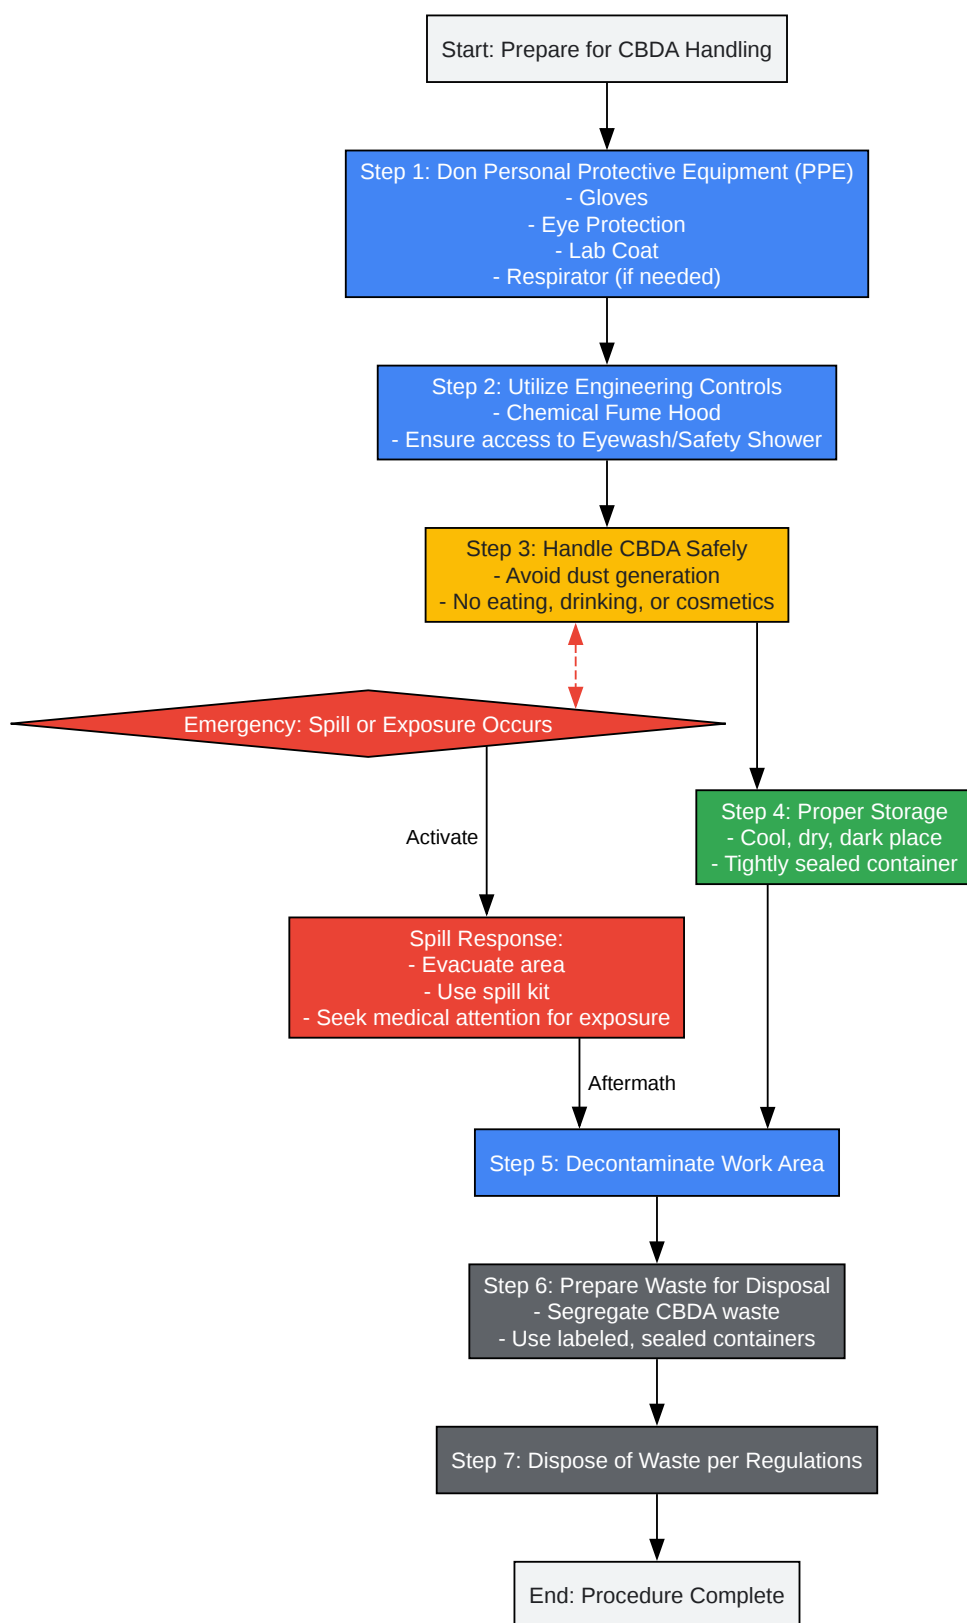 Start: Prepare for CBDA Handling
Step 1: Don Personal Protective Equipment (PPE)
- Gloves
- Eye Protection
- Lab Coat
- Respirator (if needed)
Step 2: Utilize Engineering Controls
- Chemical Fume Hood
- Ensure access to Eyewash/Safety Shower
Step 3: Handle CBDA Safely
- Avoid dust generation
- No eating, drinking, or cosmetics
Emergency: Spill or Exposure Occurs
Step 4: Proper Storage
- Cool, dry, dark place
- Tightly sealed container
Activate
Spill Response:
- Evacuate area
- Use spill kit
- Seek medical attention for exposure
Aftermath
Step 5: Decontaminate Work Area
Step 6: Prepare Waste for Disposal
- Segregate CBDA waste
- Use labeled, sealed containers
Step 7: Dispose of Waste per Regulations
End: Procedure Complete